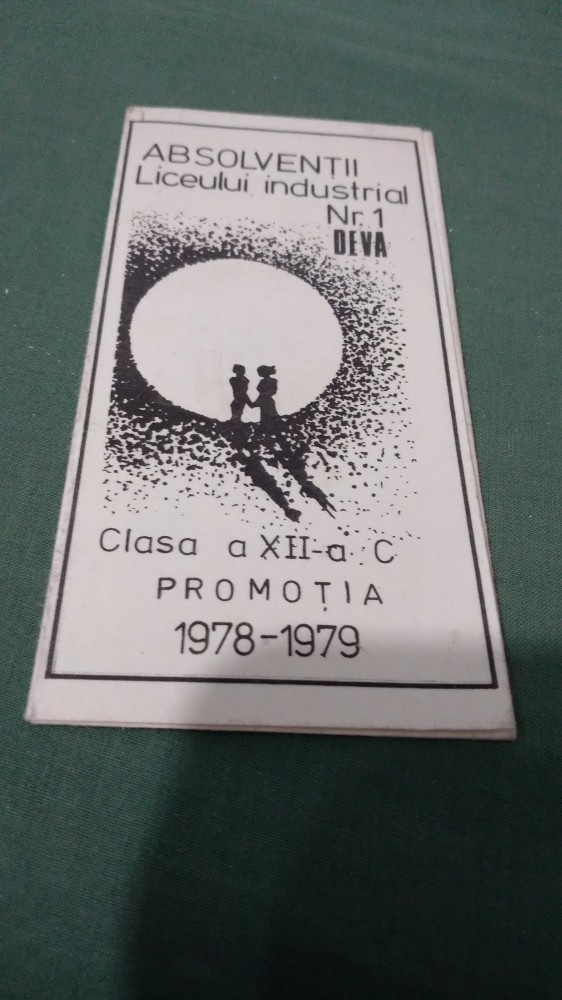 ABSOLVENȚII
Liceului industrial
Nr. 1
DEVA
Clasa a XII-a C
PROMOȚIA
1978-1979